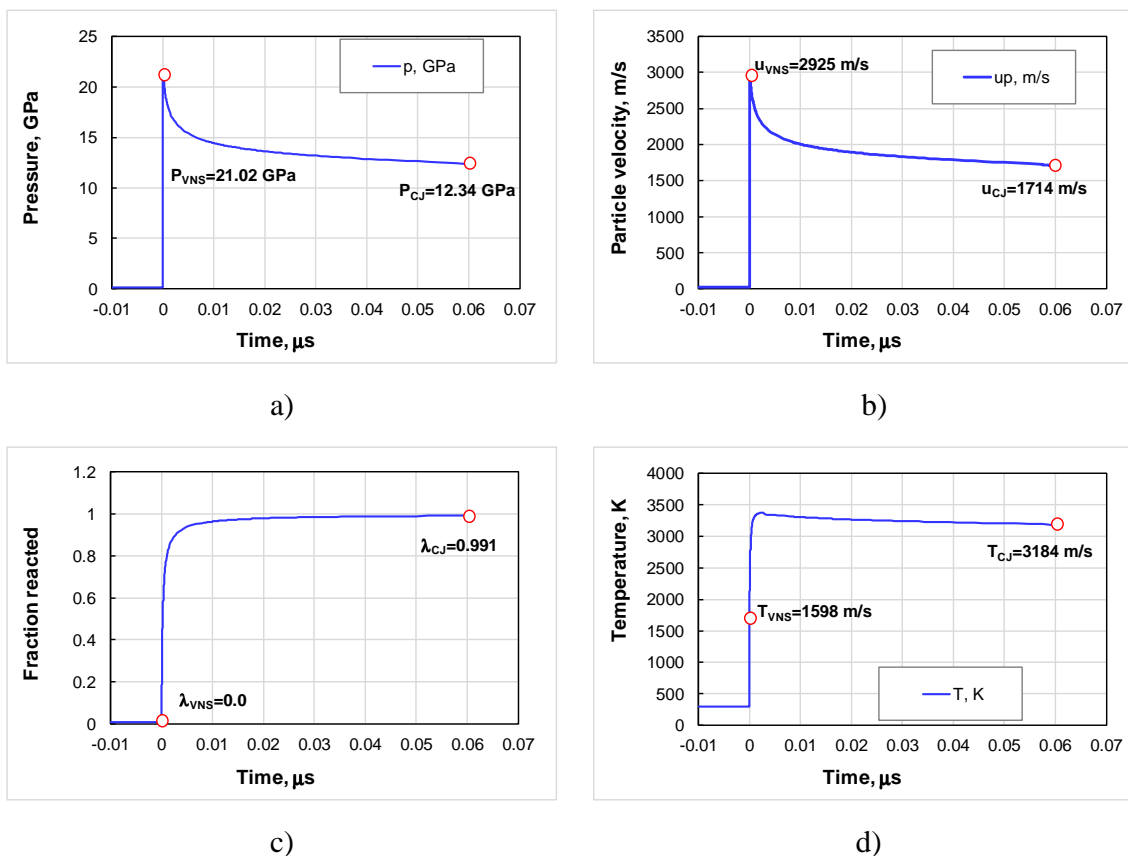 25
20
15
10
5
0
Pressure, GPa
p, GPa
P_VNS=21.02 GPa
P_CJ=12.34 GPa
-0.01 0 0.01 0.02 0.03 0.04 0.05 0.06 0.07
Time, μs
a)
3500
3000
2500
2000
1500
1000
500
0
Particle velocity, m/s
u_VNS=2925 m/s
up, m/s
u_CJ=1714 m/s
-0.01 0 0.01 0.02 0.03 0.04 0.05 0.06 0.07
Time, μs
b)
1.2
1
0.8
0.6
0.4
0.2
0
Fraction reacted
λ_CJ=0.991
λ_VNS=0.0
-0.01 0 0.01 0.02 0.03 0.04 0.05 0.06 0.07
Time, μs
c)
4000
3500
3000
2500
2000
1500
1000
500
0
Temperature, K
T_CJ=3184 m/s
T_VNS=1598 m/s
T, K
-0.01 0 0.01 0.02 0.03 0.04 0.05 0.06 0.07
Time, μs
d)